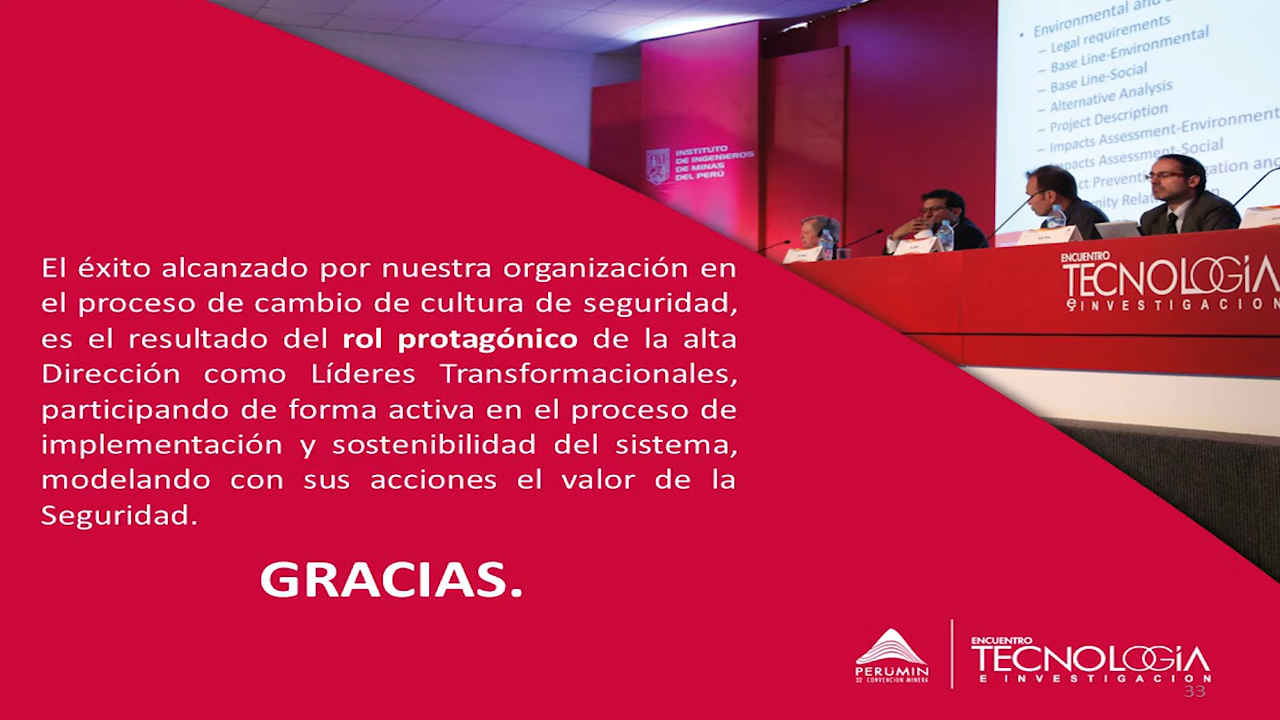 Environmental and
• Legal requirements
– Base Line-Environmental
– Base Line-Social
– Alternative Analysis
– Project Description
– Impacts Assessment-Environment
Impacts Assessment-Social
INSTITUTO
DE INGENIEROS
DE MINAS
DEL PERÚ
ENCUENTRO
TECNOLOGÍA
e INVESTIGACION
El éxito alcanzado por nuestra organización en
el proceso de cambio de cultura de seguridad,
es el resultado del rol protagónico de la alta
Dirección como Líderes Transformacionales,
participando de forma activa en el proceso de
implementación y sostenibilidad del sistema,
modelando con sus acciones el valor de la
Seguridad.
GRACIAS.
PERUMIN
32 CONVENCION MINERA
ENCUENTRO
TECNOLOGÍA
E INVESTIGACION
33